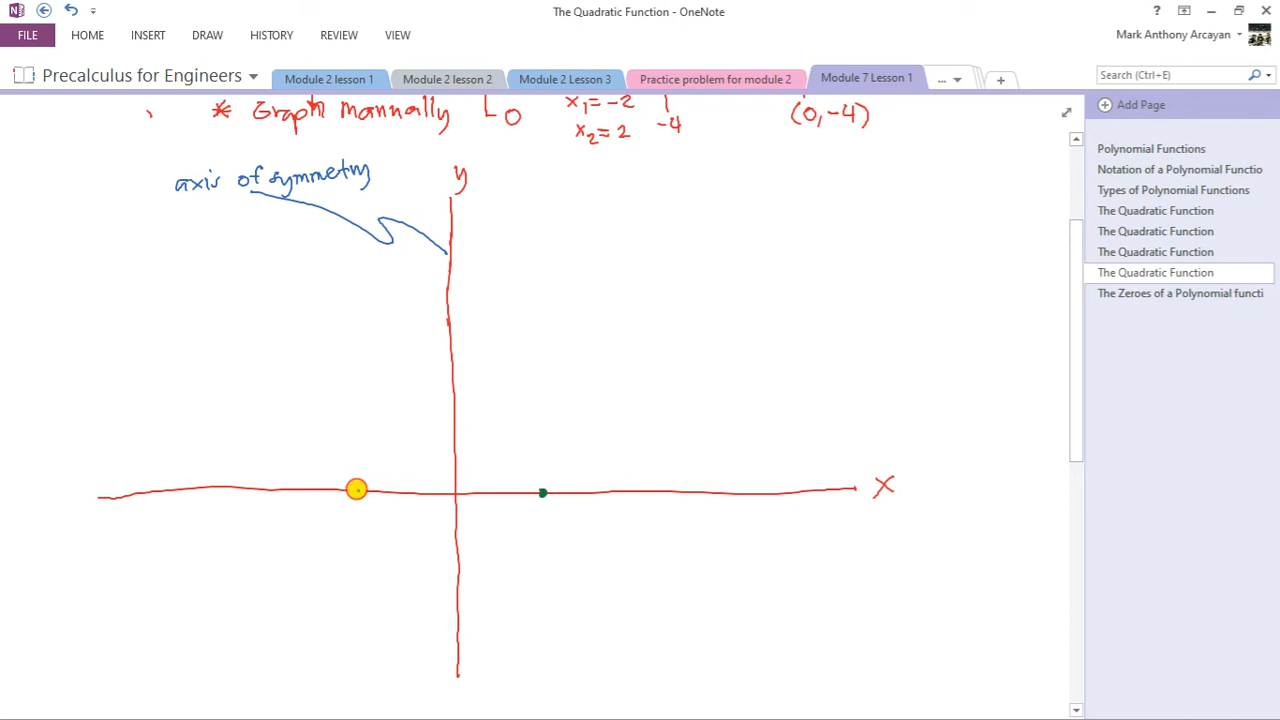 The Quadratic Function - OneNote
?
FILE HOME INSERT DRAW HISTORY REVIEW VIEW
Mark Anthony Arcayan
Precalculus for Engineers
Module 2 lesson 1 Module 2 lesson 2 Module 2 Lesson 3 Practice problem for module 2 Module 7 Lesson 1 ... +
Search (Ctrl+E)
Add Page
Polynomial Functions
Notation of a Polynomial Functio
Types of Polynomial Functions
The Quadratic Function
The Quadratic Function
The Quadratic Function
The Quadratic Function
The Zeroes of a Polynomial functi
* Graph Mannally
0
x₁ = -2
x₂ = 2
-4
(0,-4)
axis of symmetry
y
X